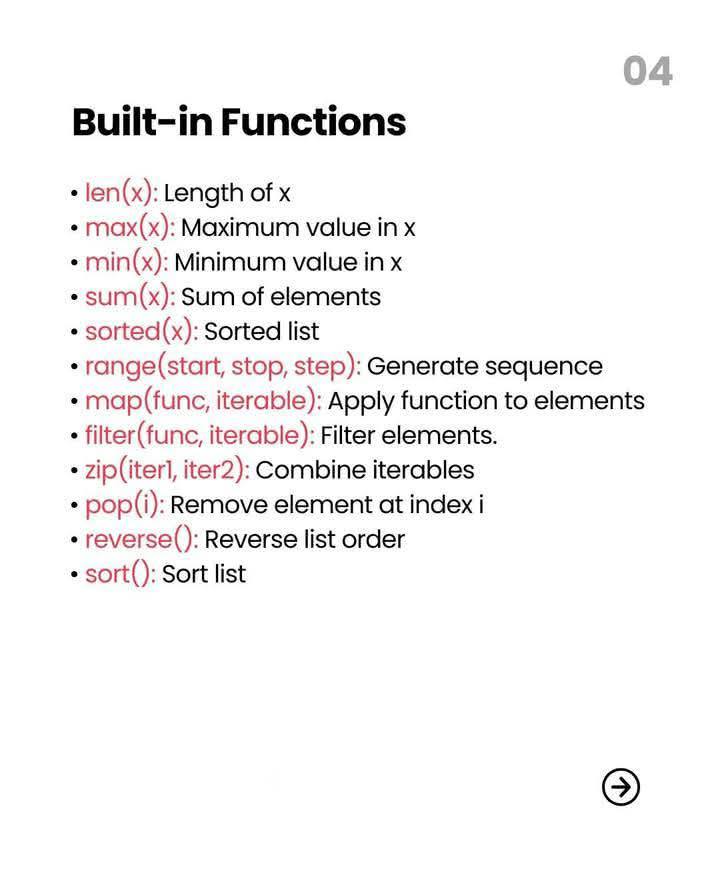 04
Built-in Functions
• len(x): Length of x
• max(x): Maximum value in x
• min(x): Minimum value in x
• sum(x): Sum of elements
• sorted(x): Sorted list
• range(start, stop, step): Generate sequence
• map(func, iterable): Apply function to elements
• filter(func, iterable): Filter elements.
• zip(iter1, iter2): Combine iterables
• pop(i): Remove element at index i
• reverse(): Reverse list order
• sort(): Sort list